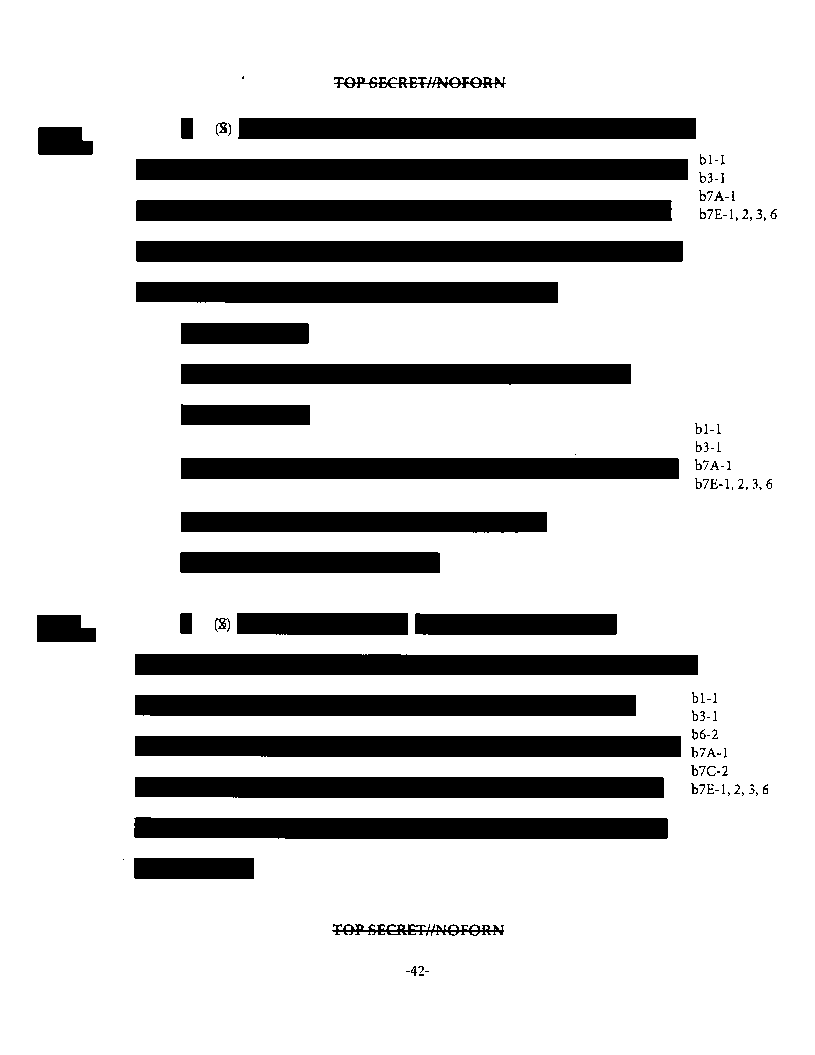 TOP SECRET//NOFORN
(S)
b1-1
b3-1
b7A-1
b7E-1, 2, 3, 6
b1-1
b3-1
b7A-1
b7E-1, 2, 3, 6
(S)
b1-1
b3-1
b6-2
b7A-1
b7C-2
b7E-1, 2, 3, 6
TOP SECRET//NOFORN
-42-